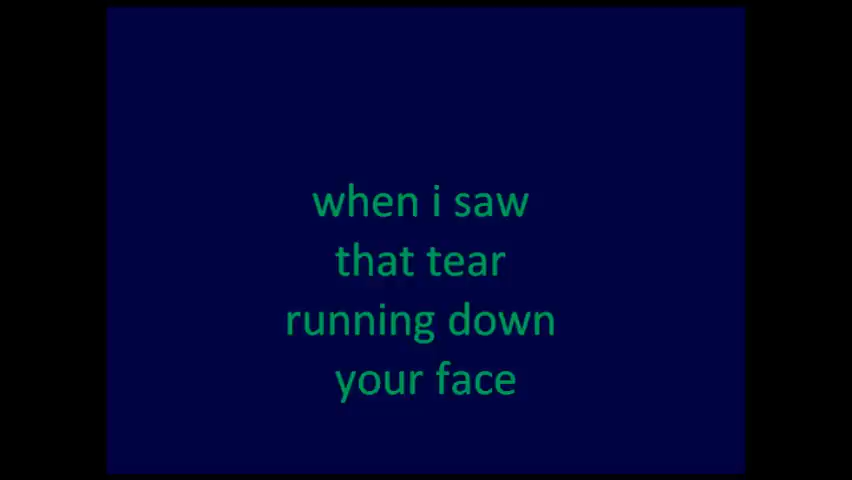 when i saw
that tear
running down
your face